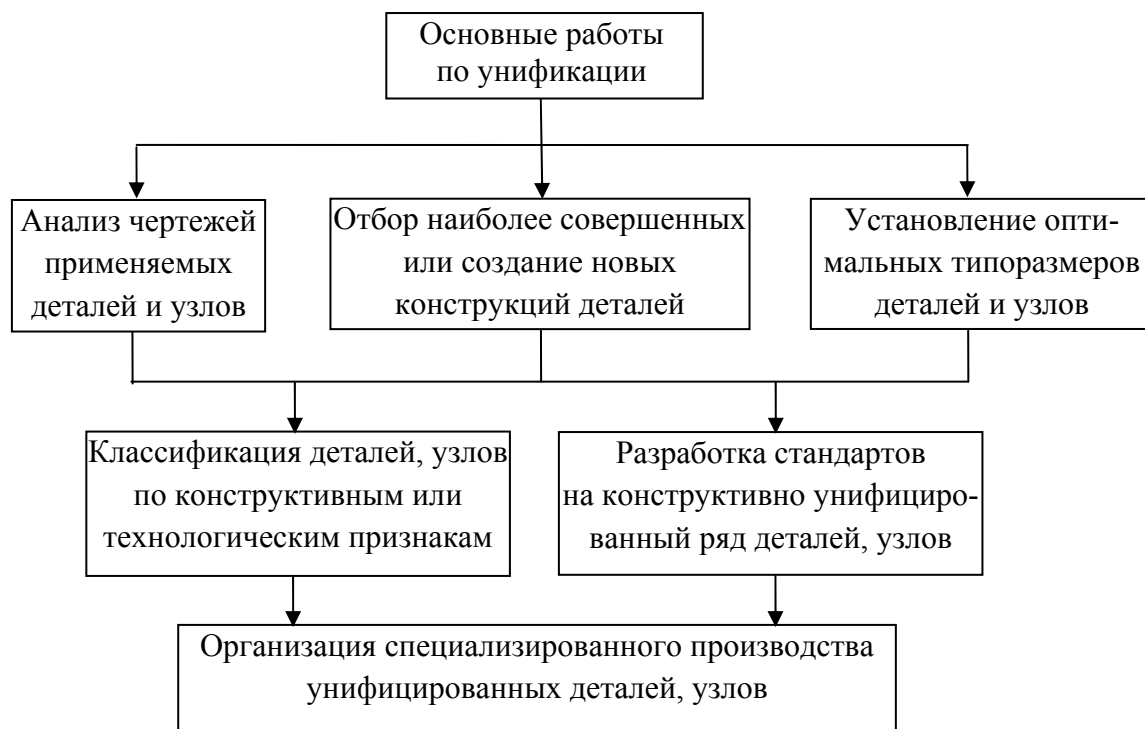 Основные работы
по унификации
Анализ чертежей
применяемых
деталей и узлов
Отбор наиболее совершенных
или создание новых
конструкций деталей
Установление опти-
мальных типоразмеров
деталей и узлов
Классификация деталей, узлов
по конструктивным или
технологическим признакам
Разработка стандартов
на конструктивно унифициро-
ванный ряд деталей, узлов
Организация специализированного производства
унифицированных деталей, узлов